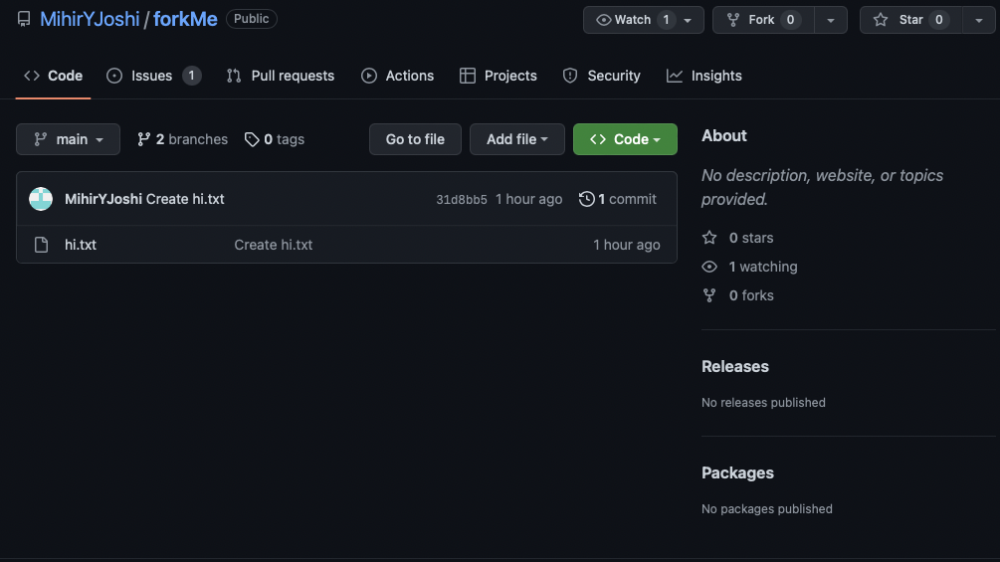 MihirYJoshi / forkMe Public Watch 1 Fork 0 Star 0
Code Issues 1 Pull requests Actions Projects Security Insights
main 2 branches 0 tags Go to file Add file Code
MihirYJoshi Create hi.txt 31d8bb5 1 hour ago 1 commit
hi.txt Create hi.txt 1 hour ago
About
No description, website, or topics
provided.
0 stars
1 watching
0 forks
Releases
No releases published
Packages
No packages published